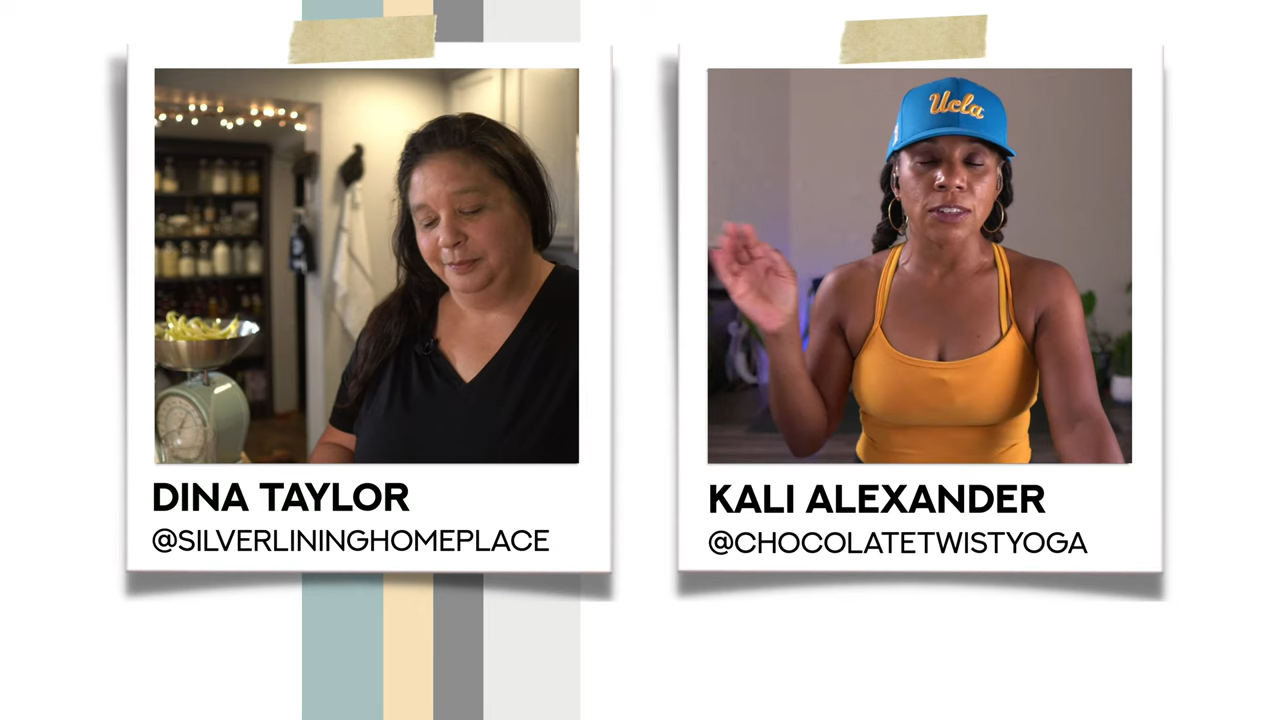 Ucla
DINA TAYLOR
@SILVERLININGHOMEPLACE
KALI ALEXANDER
@CHOCOLATETWISTYOGA